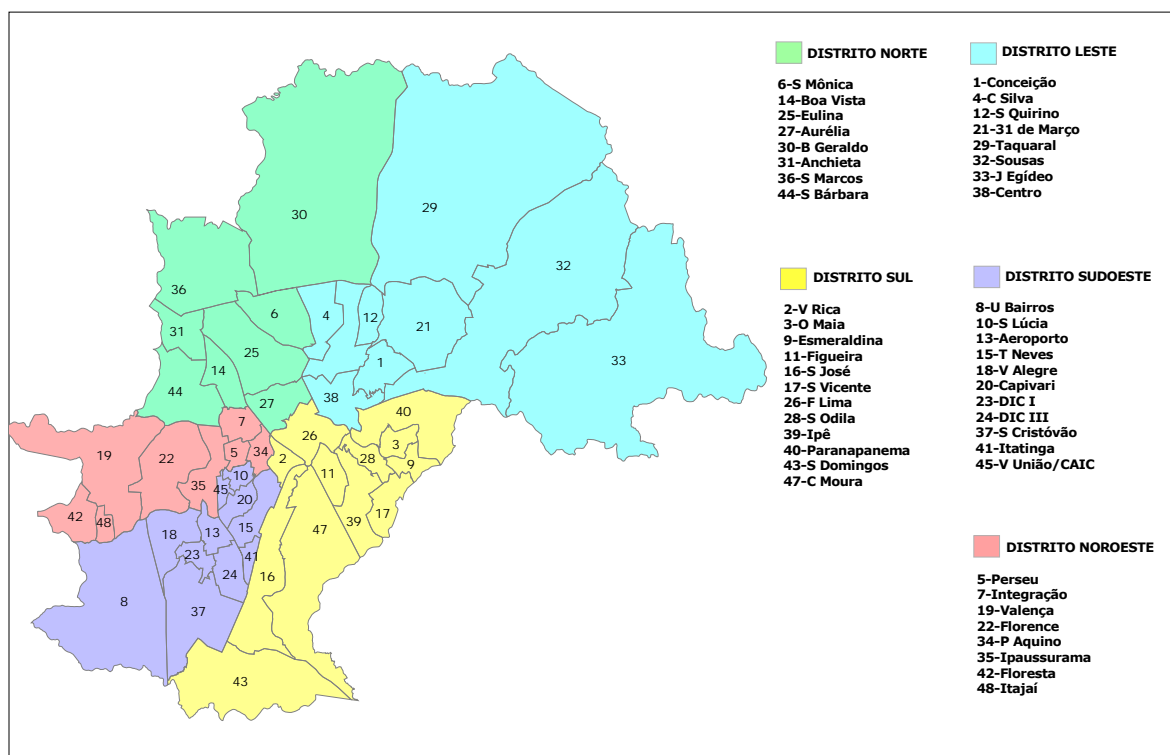 DISTRITO NORTE
6-S Mônica
14-Boa Vista
25-Eulina
27-Aurélia
30-B Geraldo
31-Anchieta
36-S Marcos
44-S Bárbara
DISTRITO LESTE
1-Conceição
4-C Silva
12-S Quirino
21-31 de Março
29-Taquaral
32-Sousas
33-J Egídeo
38-Centro
DISTRITO SUL
2-V Rica
3-O Maia
9-Esmeraldina
11-Figueira
16-S José
17-S Vicente
26-F Lima
28-S Odila
39-Ipê
40-Paranapanema
43-S Domingos
47-C Moura
DISTRITO SUDOESTE
8-U Bairros
10-S Lúcia
13-Aeroporto
15-T Neves
18-V Alegre
20-Capivari
23-DIC I
24-DIC III
37-S Cristóvão
41-Itatinga
45-V União/CAIC
DISTRITO NOROESTE
5-Perseu
7-Integração
19-Valença
22-Florence
34-P Aquino
35-Ipaussurama
42-Floresta
48-Itajaí
30
29
32
36
6
4
12
21
31
25
33
1
14
44
38
27
40
7
26
3
19
22
5
34
2
28
9
11
10
35
45
20
42
48
39
17
18
13
15
47
23
41
24
16
8
37
43